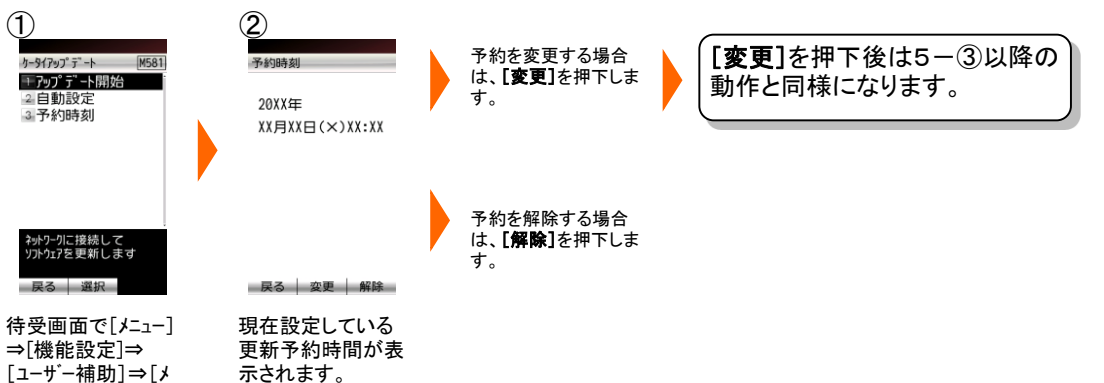 ①
ｹｰﾀｲｱｯﾌﾟﾃﾞｰﾄ M581
1 ｱｯﾌﾟﾃﾞｰﾄ開始
2 自動設定
3 予約時刻
ﾈｯﾄﾜｰｸに接続して
ｿﾌﾄｳｪｱを更新します
戻る 選択
待受画面で[ﾒﾆｭｰ]
⇒[機能設定]⇒
[ﾕｰｻﾞｰ補助]⇒[ﾒ
②
予約時刻
20XX年
XX月XX日(×)XX:XX
戻る 変更 解除
現在設定している
更新予約時間が表
示されます。
予約を変更する場合
は、[変更]を押下しま
す。
[変更]を押下後は５－③以降の
動作と同様になります。
予約を解除する場合
は、[解除]を押下しま
す。